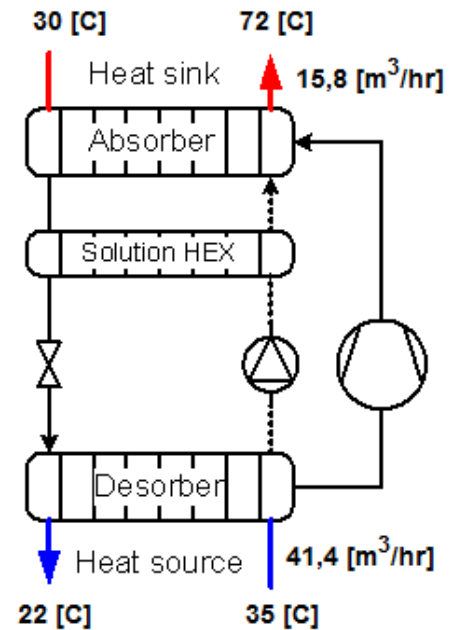 30 [C] 72 [C]
Heat sink 15,8 [m³/hr]
Absorber
Solution HEX
Desorber
Heat source 41,4 [m³/hr]
22 [C] 35 [C]